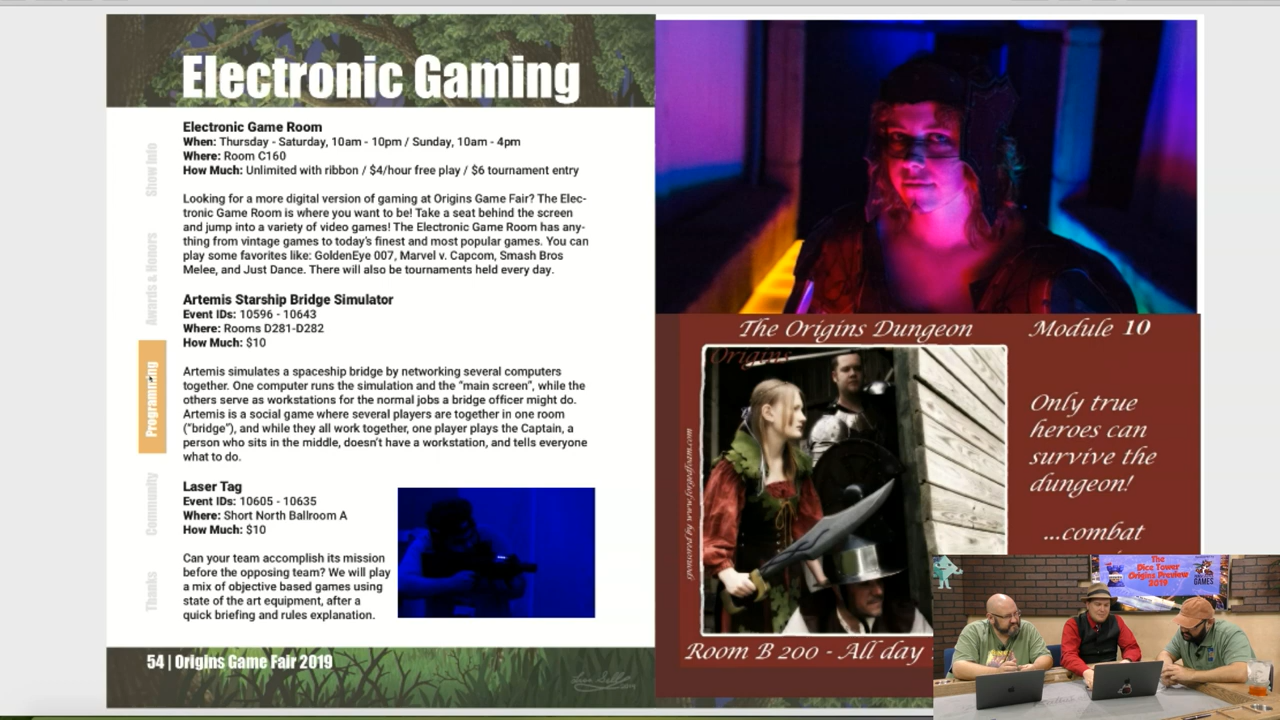 Electronic Gaming
Electronic Game Room
When: Thursday - Saturday, 10am - 10pm / Sunday, 10am - 4pm
Where: Room C160
How Much: Unlimited with ribbon / $4/hour free play / $6 tournament entry
Looking for a more digital version of gaming at Origins Game Fair? The Elec-
tronic Game Room is where you want to be! Take a seat behind the screen
and jump into a variety of video games! The Electronic Game Room has any-
thing from vintage games to today's finest and most popular games. You can
play some favorites like: GoldenEye 007, Marvel v. Capcom, Smash Bros
Melee, and Just Dance. There will also be tournaments held every day.
Artemis Starship Bridge Simulator
Event IDs: 10596 - 10643
Where: Rooms D281-D282
How Much: $10
Artemis simulates a spaceship bridge by networking several computers
together. One computer runs the simulation and the “main screen”, while the
others serve as workstations for the normal jobs a bridge officer might do.
Artemis is a social game where several players are together in one room
(“bridge”), and while they all work together, one player plays the Captain, a
person who sits in the middle, doesn't have a workstation, and tells everyone
what to do.
Laser Tag
Event IDs: 10605 - 10635
Where: Short North Ballroom A
How Much: $10
Can your team accomplish its mission
before the opposing team? We will play
a mix of objective based games using
state of the art equipment, after a
quick briefing and rules explanation.
54 | Origins Game Fair 2019
Show Info
Awards & Honors
Programming
Community
Thanks
The Origins Dungeon
Module 10
Origins
sponsored by www.forgedfoam.com
Only true
heroes can
survive the
dungeon!
...combat
Room B 200 - All day
The
Dice Tower
Origins Preview
2019
GAMES